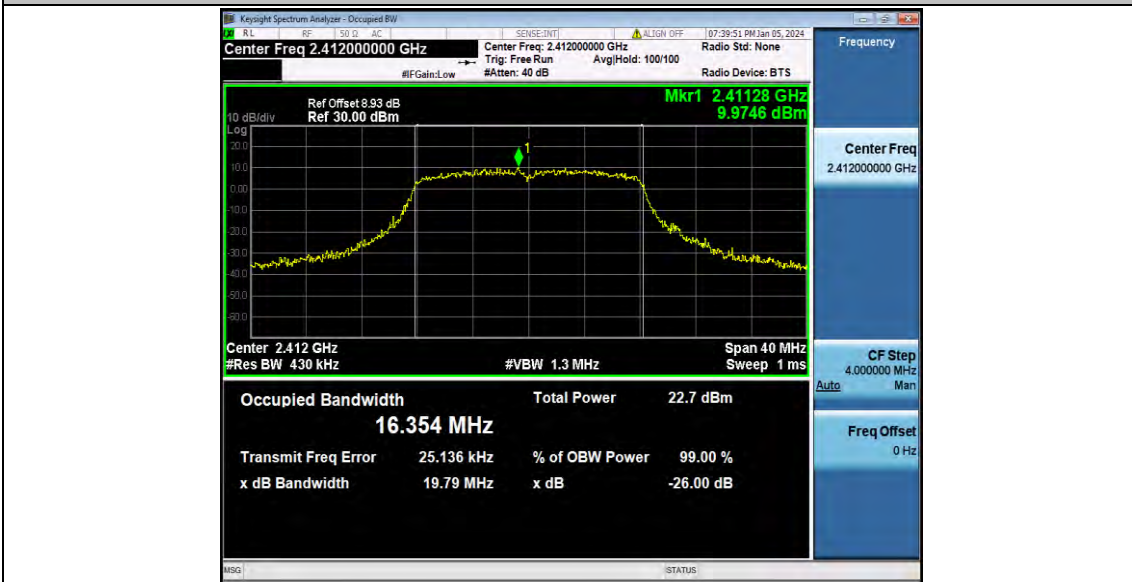 Keysight Spectrum Analyzer - Occupied BW
RL RF 50 Ω AC SENSE:INT ALIGN OFF 07:39:51 PM Jan 05, 2024
Center Freq 2.412000000 GHz
Center Freq: 2.412000000 GHz
Radio Std: None
Trig: Free Run Avg|Hold: 100/100
#IFGain:Low
#Atten: 40 dB
Radio Device: BTS
Frequency
Mkr1 2.41128 GHz
9.9746 dBm
Ref Offset 8.93 dB
10 dB/div Ref 30.00 dBm
Log
20.0
10.0
0.00
-10.0
-20.0
-30.0
-40.0
-50.0
-60.0
1
Center 2.412 GHz
Span 40 MHz
#Res BW 430 kHz
#VBW 1.3 MHz
Sweep 1 ms
Center Freq
2.412000000 GHz
CF Step
4.000000 MHz
Auto Man
Freq Offset
0 Hz
Occupied Bandwidth
16.354 MHz
Total Power 22.7 dBm
Transmit Freq Error 25.136 kHz % of OBW Power 99.00 %
x dB Bandwidth 19.79 MHz x dB -26.00 dB
MSG STATUS